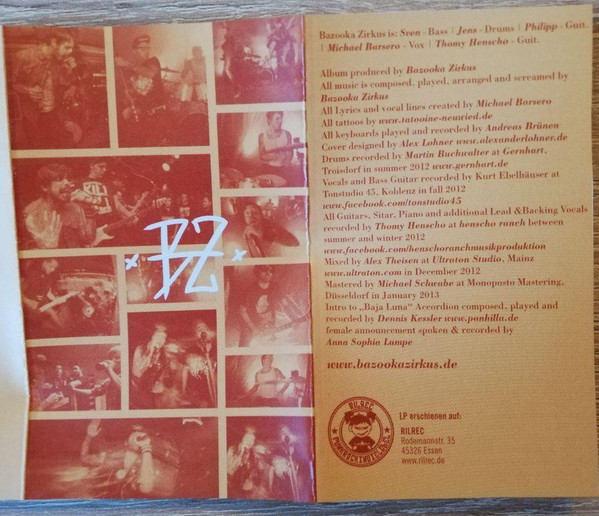 BZ
Bazooka Zirkus is: Sven - Bass | Jens - Drums | Philipp - Guit.
| Michael Borsero - Vox | Thomy Henscho - Guit.
Album produced by Bazooka Zirkus
All music is composed, played, arranged and screamed by
Bazooka Zirkus
All Lyrics and vocal lines created by Michael Borsero
All tattoos by www.tatooine-neuwied.de
All keyboards played and recorded by Andreas Brünen
Cover designed by Alex Lohner www.alexanderlohner.de
Drums recorded by Martin Buchwalter at Gernhart,
Troisdorf in summer 2012 www.gernhart.de
Vocals and Bass Guitar recorded by Kurt Ebelhäuser at
Tonstudio 45, Koblenz in fall 2012
www.facebook.com/tonstudio45
All Guitars, Sitar, Piano and additional Lead &Backing Vocals
recorded by Thomy Henscho at henscho ranch between
summer and winter 2012
www.facebook.com/henschoranchmusikproduktion
Mixed by Alex Theisen at Ultraton Studio, Mainz
www.ultraton.com in December 2012
Mastered by Michael Schwabe at Monoposto Mastering,
Düsseldorf in January 2013
Intro to „Baja Luna“ Accordion composed, played and
recorded by Dennis Kessler www.panhilla.de
female announcement spoken & recorded by
Anna Sophia Lumpe
www.bazookazirkus.de
RILREC
LP erschienen auf:
RILREC
Rodemannstr. 35
45326 Essen
www.rilrec.de